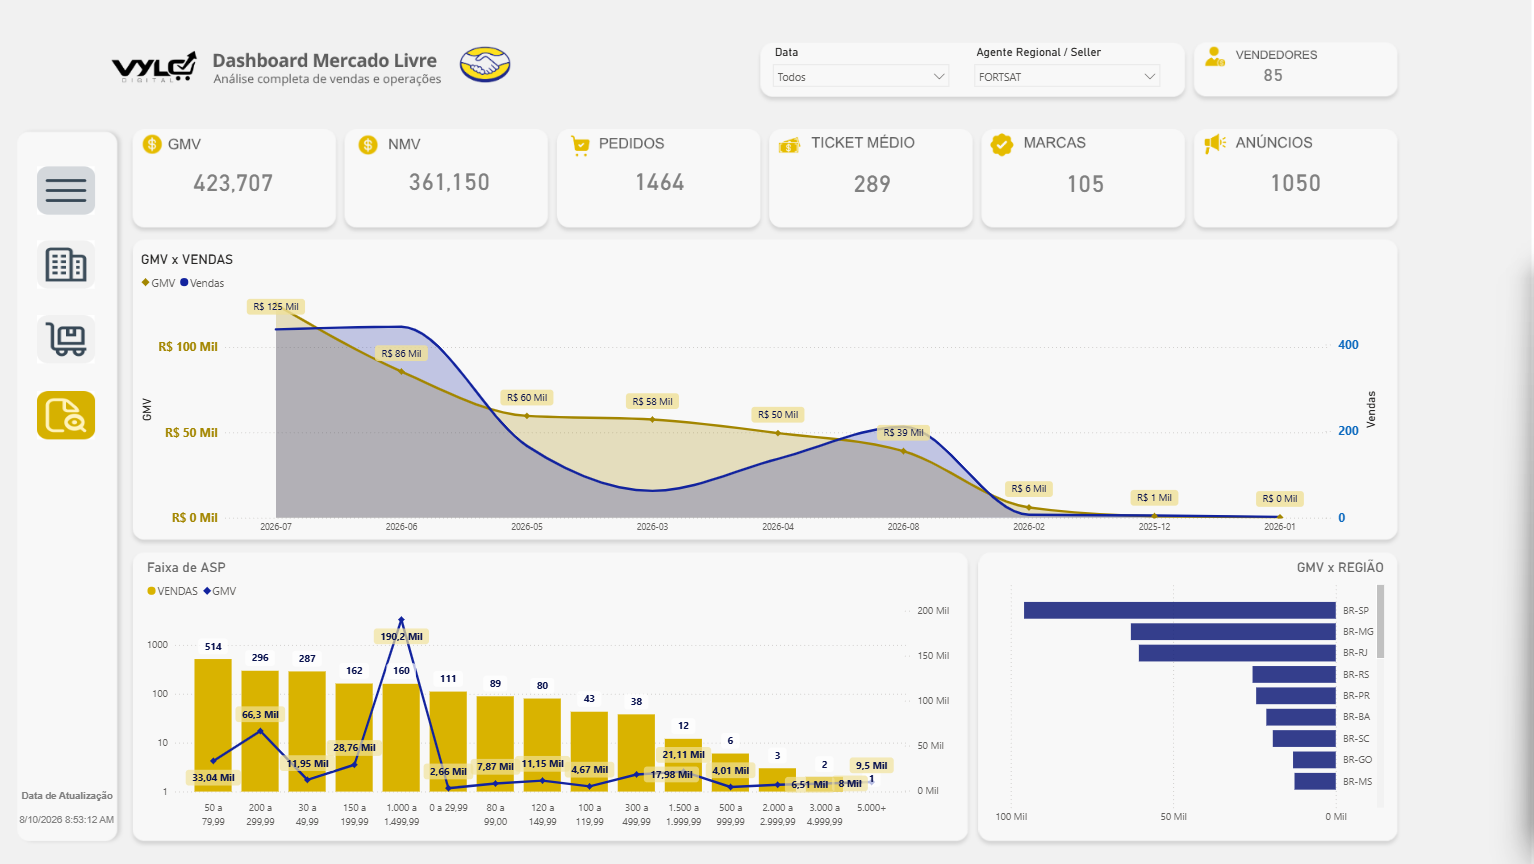 VYLO
DIGITAL
Dashboard Mercado Livre
Análise completa de vendas e operações
Data
Todos
Agente Regional / Seller
FORTSAT
VENDEDORES
85
GMV
423,707
NMV
361,150
PEDIDOS
1464
TICKET MÉDIO
289
MARCAS
105
ANÚNCIOS
1050
GMV x VENDAS
GMV Vendas
R$ 125 Mil
R$ 86 Mil
R$ 60 Mil
R$ 58 Mil
R$ 50 Mil
R$ 39 Mil
R$ 6 Mil
R$ 1 Mil
R$ 0 Mil
R$ 100 Mil
R$ 50 Mil
R$ 0 Mil
GMV
400
200
0
Vendas
2026-07 2026-06 2026-05 2026-03 2026-04 2026-08 2026-02 2025-12 2026-01
Faixa de ASP
VENDAS GMV
1000
100
10
1
514 296 287 162 160 111 89 80 43 38 12 6 3 2 1
33,04 Mil 66,3 Mil 11,95 Mil 28,76 Mil 190,2 Mil 2,66 Mil 7,87 Mil 11,15 Mil 4,67 Mil 17,98 Mil 21,11 Mil 4,01 Mil 6,51 Mil 8 Mil 9,5 Mil
200 Mil
150 Mil
100 Mil
50 Mil
0 Mil
50 a 200 a 30 a 150 a 1.000 a 0 a 29,99 80 a 120 a 100 a 300 a 1.500 a 500 a 2.000 a 3.000 a 5.000+
79,99 299,99 49,99 199,99 1.499,99 99,00 149,99 119,99 499,99 1.999,99 999,99 2.999,99 4.999,99
GMV x REGIÃO
BR-SP
BR-MG
BR-RJ
BR-RS
BR-PR
BR-BA
BR-SC
BR-GO
BR-MS
100 Mil 50 Mil 0 Mil
Data de Atualização
8/10/2026 8:53:12 AM